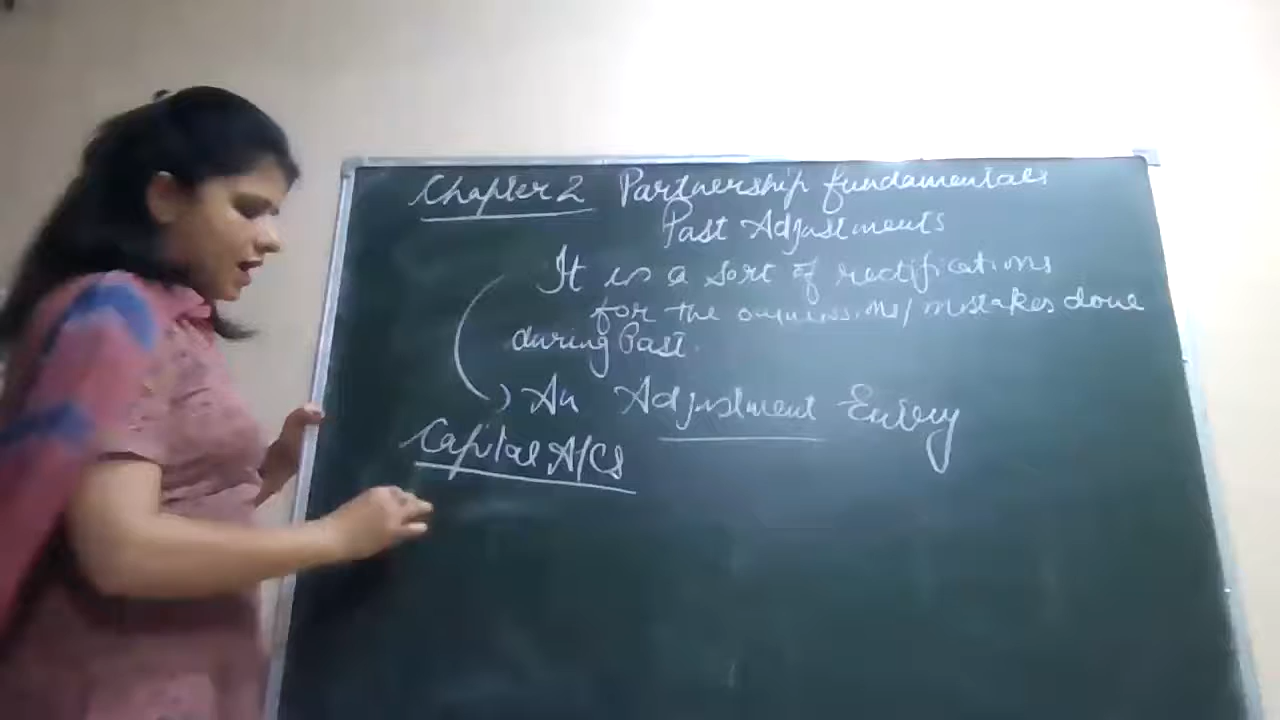 Chapter 2 Partnership fundamentals
Past Adjustments
It is a sort of rectifications
for the ommissions/mistakes done
during Past.
) An Adjustment Entry
Capital A/Cs